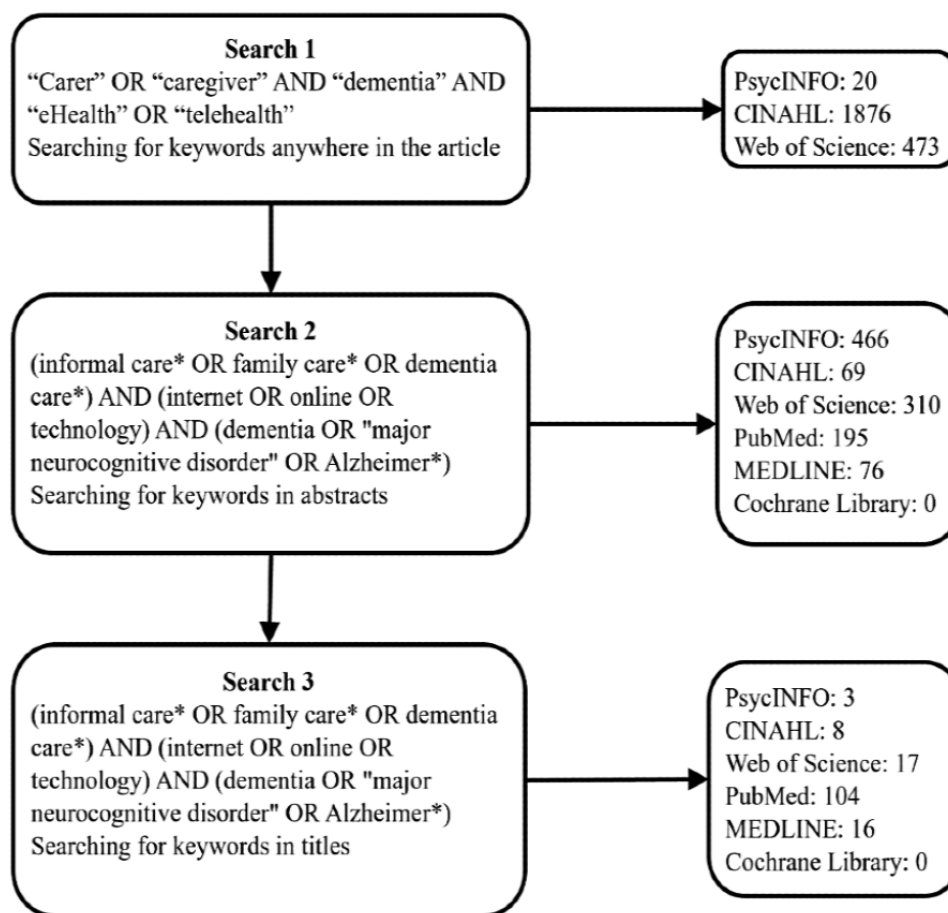 Search 1
“Carer” OR “caregiver” AND “dementia” AND
“eHealth” OR “telehealth”
Searching for keywords anywhere in the article
PsycINFO: 20
CINAHL: 1876
Web of Science: 473
Search 2
(informal care* OR family care* OR dementia
care*) AND (internet OR online OR
technology) AND (dementia OR "major
neurocognitive disorder" OR Alzheimer*)
Searching for keywords in abstracts
PsycINFO: 466
CINAHL: 69
Web of Science: 310
PubMed: 195
MEDLINE: 76
Cochrane Library: 0
Search 3
(informal care* OR family care* OR dementia
care*) AND (internet OR online OR
technology) AND (dementia OR "major
neurocognitive disorder" OR Alzheimer*)
Searching for keywords in titles
PsycINFO: 3
CINAHL: 8
Web of Science: 17
PubMed: 104
MEDLINE: 16
Cochrane Library: 0